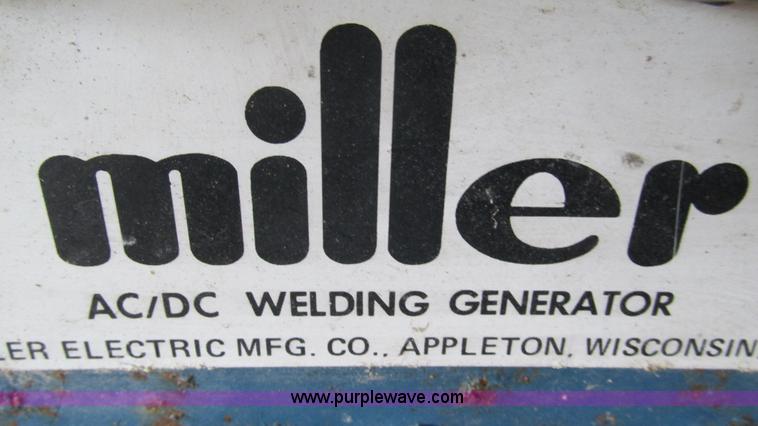 miller
AC/DC WELDING GENERATOR
LER ELECTRIC MFG. CO., APPLETON, WISCONSIN,
www.purplewave.com